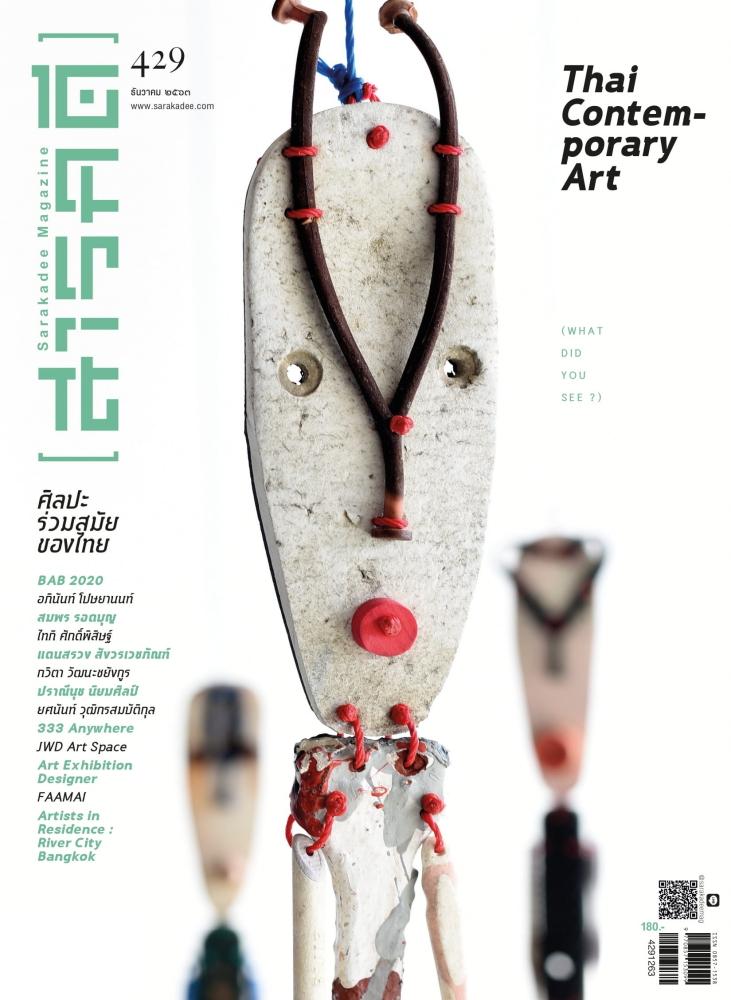 [สารคดี]
Sarakadee Magazine
429
ธันวาคม ๒๕๖๓
www.sarakadee.com
Thai
Contem-
porary
Art
(WHAT
DID
YOU
SEE ?)
ศิลปะ
ร่วมสมัย
ของไทย
BAB 2020
อภินันท์ โปษยานนท์
สมพร รอดบุญ
ไทกิ ศักดิ์พิสิษฐ์
แดนสรวง สังวรเวชภัณฑ์
กวิตา วัฒนะชยังกูร
ปราณีนุช นิยมศิลป์
ยศนันท์ วุฒิกรสมบัติกุล
333 Anywhere
JWD Art Space
Art Exhibition
Designer
FAAMAI
Artists in
Residence :
River City
Bangkok
@sarakadeemag
180.-
4291263
ISSN 0857-1538